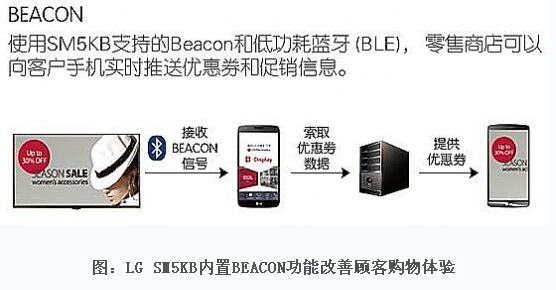 BEACON
使用SM5KB支持的Beacon和低功耗蓝牙 (BLE)， 零售商店可以
向客户手机实时推送优惠券和促销信息。
Up to
30% OFF
SEASON SALE
women's accessories
接收
BEACON
信号
WELCOME TO
Display
LG
索取
优惠券
数据
提供
优惠券
Up to
30% OFF
SEASON
women's
图：LG SM5KB内置BEACON功能改善顾客购物体验